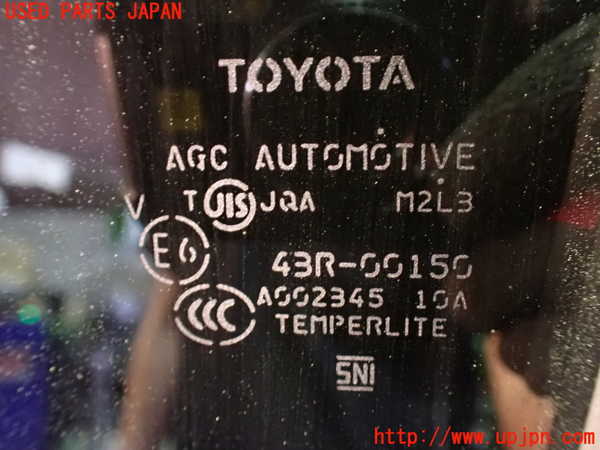 USED PARTS JAPAN
TOYOTA
AGC AUTOMOTIVE
T JIS JQA M2L3
V
E6 43R-00150
CCC A002345 10A
TEMPERLITE
SNI
http://www.upjpn.com